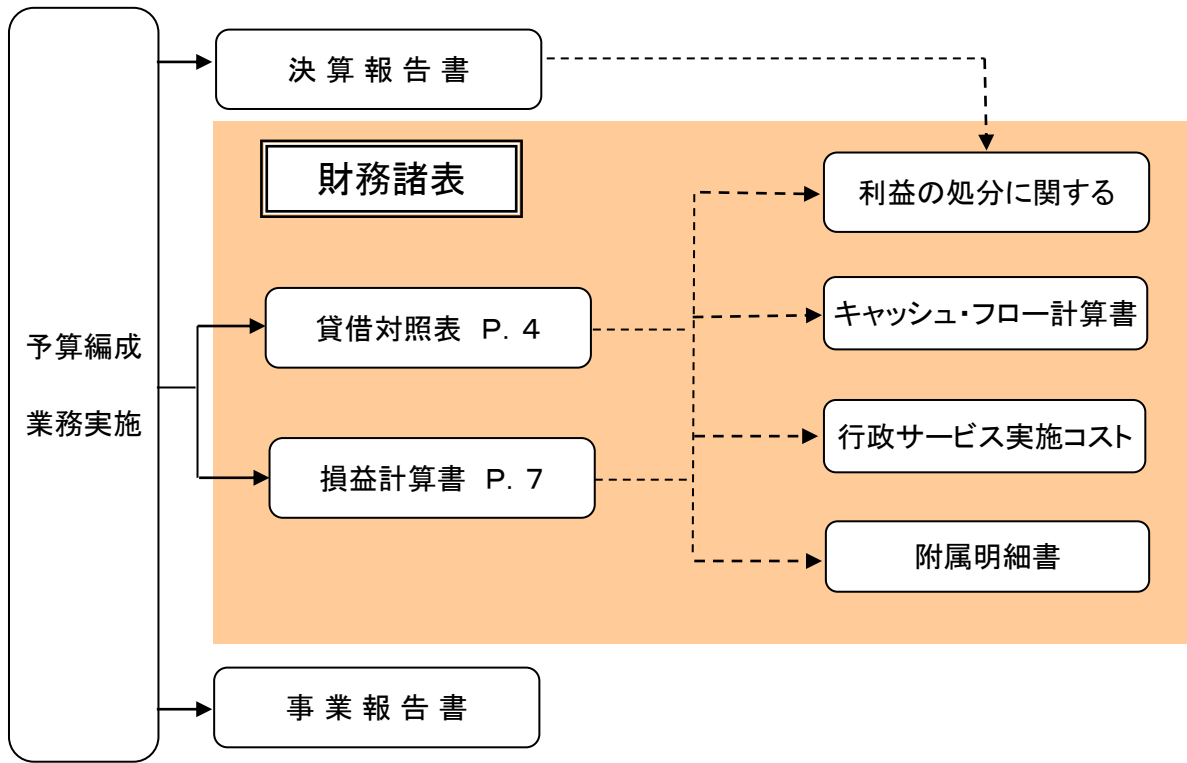 決 算 報 告 書
財務諸表
利益の処分に関する
予算編成
業務実施
貸借対照表 P. 4
キャッシュ・フロー計算書
損益計算書 P. 7
行政サービス実施コスト
附属明細書
事 業 報 告 書